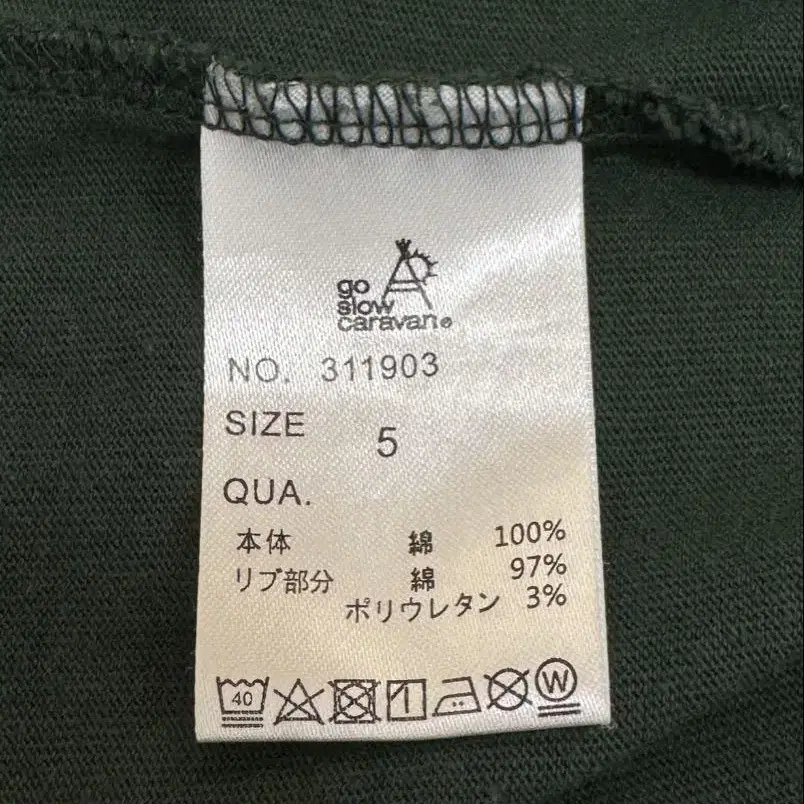 go
slow
caravan®
NO. 311903
SIZE 5
QUA.
本体 綿 100%
リブ部分 綿 97%
ポリウレタン 3%
40 W